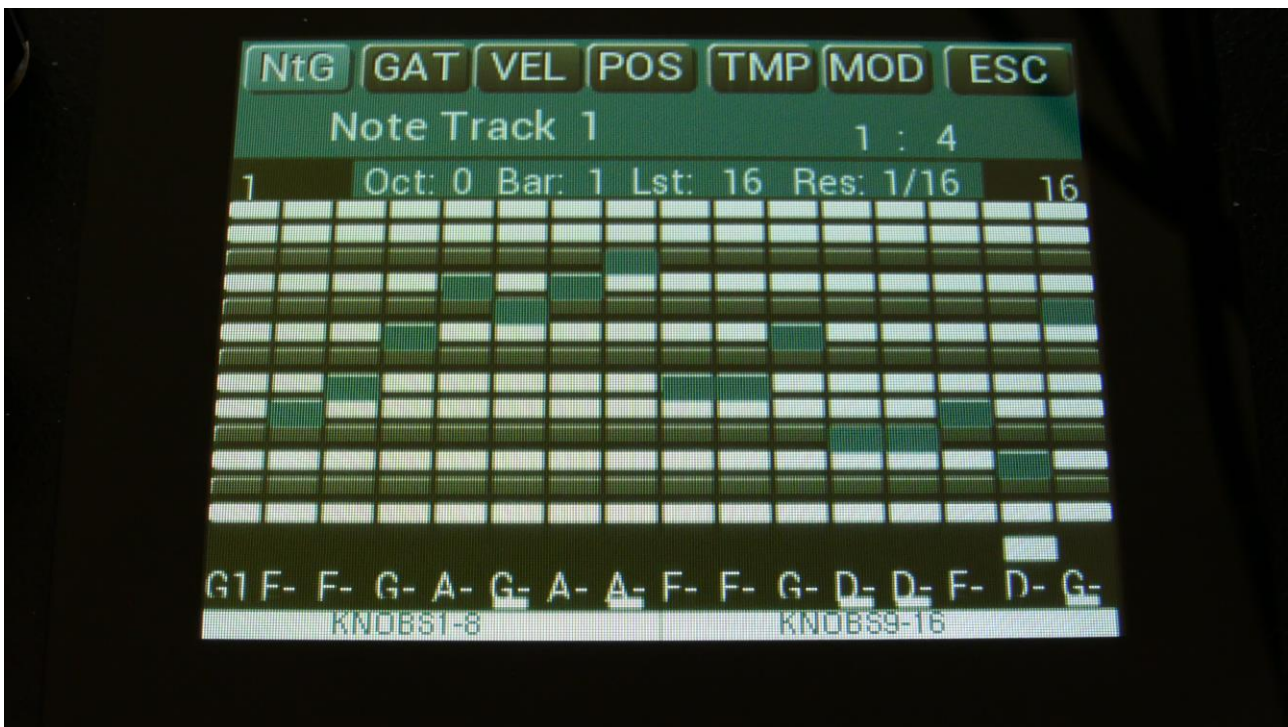 NtG GAT VEL POS TMP MOD ESC
Note Track 1 1 : 4
1 Oct: 0 Bar: 1 Lst: 16 Res: 1/16 16
G1 F- F- G- A- G- A- A- F- F- G- D- D- F- D- G-
KNOBS1-8 KNOBS9-16